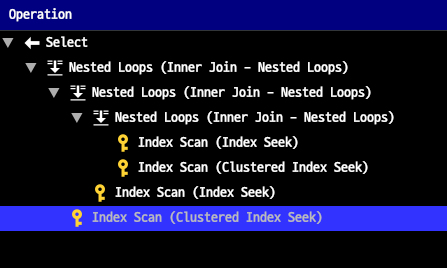 Operation
Select
Nested Loops (Inner Join - Nested Loops)
Nested Loops (Inner Join - Nested Loops)
Nested Loops (Inner Join - Nested Loops)
Index Scan (Index Seek)
Index Scan (Clustered Index Seek)
Index Scan (Index Seek)
Index Scan (Clustered Index Seek)